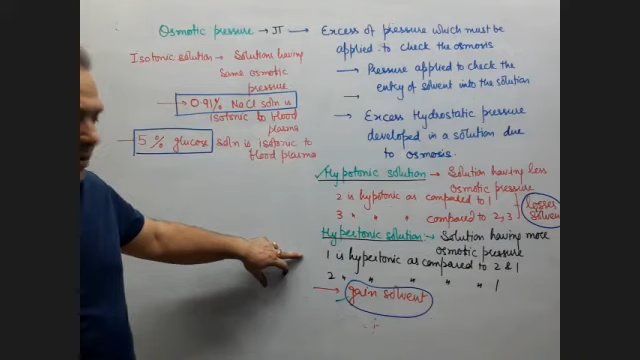 Osmotic pressure → π → Excess of pressure which must be
applied to check the osmosis
→ Pressure applied to check the
entry of solvent into the solution
→
→ Excess Hydrostatic pressure
developed in a solution due
to osmosis.
Isotonic solution → Solutions having
same osmotic
pressure
→ 0.91% NaCl soln is
isotonic to blood
plasma
→ 5% glucose soln is isotonic to
blood plasma
Hypotonic solution → Solution having less
osmotic pressure
2 is hypotonic as compared to 1
3 " " " compared to 2, 3
losses
solvent
Hypertonic solution → Solution having more
osmotic pressure
1 is hypertonic as compared to 2 & 1
2 " " " " " 1
→ gain solvent